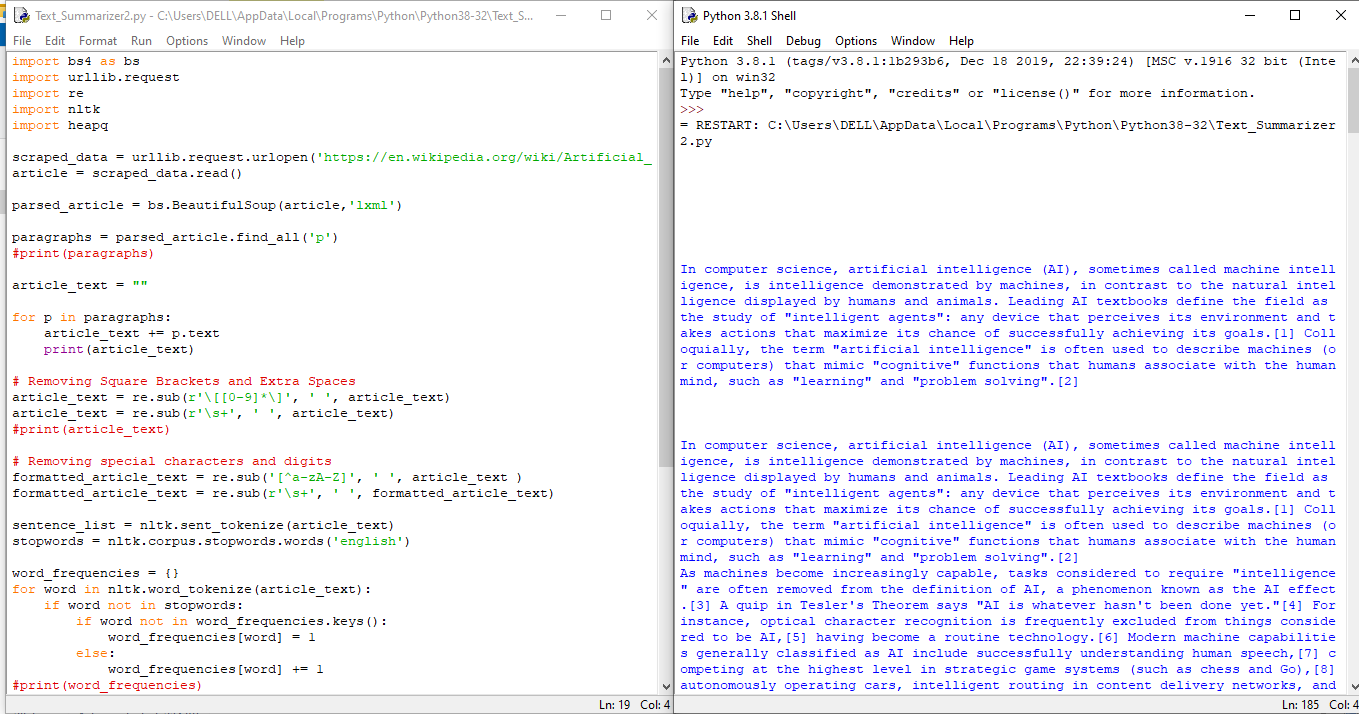 Text_Summarizer2.py - C:\Users\DELL\AppData\Local\Programs\Python\Python38-32\Text_S...
File Edit Format Run Options Window Help
import bs4 as bs
import urllib.request
import re
import nltk
import heapq
scraped_data = urllib.request.urlopen('https://en.wikipedia.org/wiki/Artificial_
article = scraped_data.read()
parsed_article = bs.BeautifulSoup(article,'lxml')
paragraphs = parsed_article.find_all('p')
#print(paragraphs)
article_text = ""
for p in paragraphs:
    article_text += p.text
    print(article_text)
# Removing Square Brackets and Extra Spaces
article_text = re.sub(r'\[[0-9]*\]', ' ', article_text)
article_text = re.sub(r'\s+', ' ', article_text)
#print(article_text)
# Removing special characters and digits
formatted_article_text = re.sub('[^a-zA-Z]', ' ', article_text )
formatted_article_text = re.sub(r'\s+', ' ', formatted_article_text)
sentence_list = nltk.sent_tokenize(article_text)
stopwords = nltk.corpus.stopwords.words('english')
word_frequencies = {}
for word in nltk.word_tokenize(article_text):
    if word not in stopwords:
        if word not in word_frequencies.keys():
            word_frequencies[word] = 1
        else:
            word_frequencies[word] += 1
#print(word_frequencies)
Ln: 19 Col: 4
Python 3.8.1 Shell
File Edit Shell Debug Options Window Help
Python 3.8.1 (tags/v3.8.1:1b293b6, Dec 18 2019, 22:39:24) [MSC v.1916 32 bit (Inte
l)] on win32
Type "help", "copyright", "credits" or "license()" for more information.
>>>
= RESTART: C:\Users\DELL\AppData\Local\Programs\Python\Python38-32\Text_Summarizer
2.py
In computer science, artificial intelligence (AI), sometimes called machine intell
igence, is intelligence demonstrated by machines, in contrast to the natural intel
ligence displayed by humans and animals. Leading AI textbooks define the field as
the study of "intelligent agents": any device that perceives its environment and t
akes actions that maximize its chance of successfully achieving its goals.[1] Coll
oquially, the term "artificial intelligence" is often used to describe machines (o
r computers) that mimic "cognitive" functions that humans associate with the human
mind, such as "learning" and "problem solving".[2]
In computer science, artificial intelligence (AI), sometimes called machine intell
igence, is intelligence demonstrated by machines, in contrast to the natural intel
ligence displayed by humans and animals. Leading AI textbooks define the field as
the study of "intelligent agents": any device that perceives its environment and t
akes actions that maximize its chance of successfully achieving its goals.[1] Coll
oquially, the term "artificial intelligence" is often used to describe machines (o
r computers) that mimic "cognitive" functions that humans associate with the human
mind, such as "learning" and "problem solving".[2]
As machines become increasingly capable, tasks considered to require "intelligence
" are often removed from the definition of AI, a phenomenon known as the AI effect
.[3] A quip in Tesler's Theorem says "AI is whatever hasn't been done yet."[4] For
instance, optical character recognition is frequently excluded from things conside
red to be AI,[5] having become a routine technology.[6] Modern machine capabilitie
s generally classified as AI include successfully understanding human speech,[7] c
ompeting at the highest level in strategic game systems (such as chess and Go),[8]
autonomously operating cars, intelligent routing in content delivery networks, and
Ln: 185 Col: 4